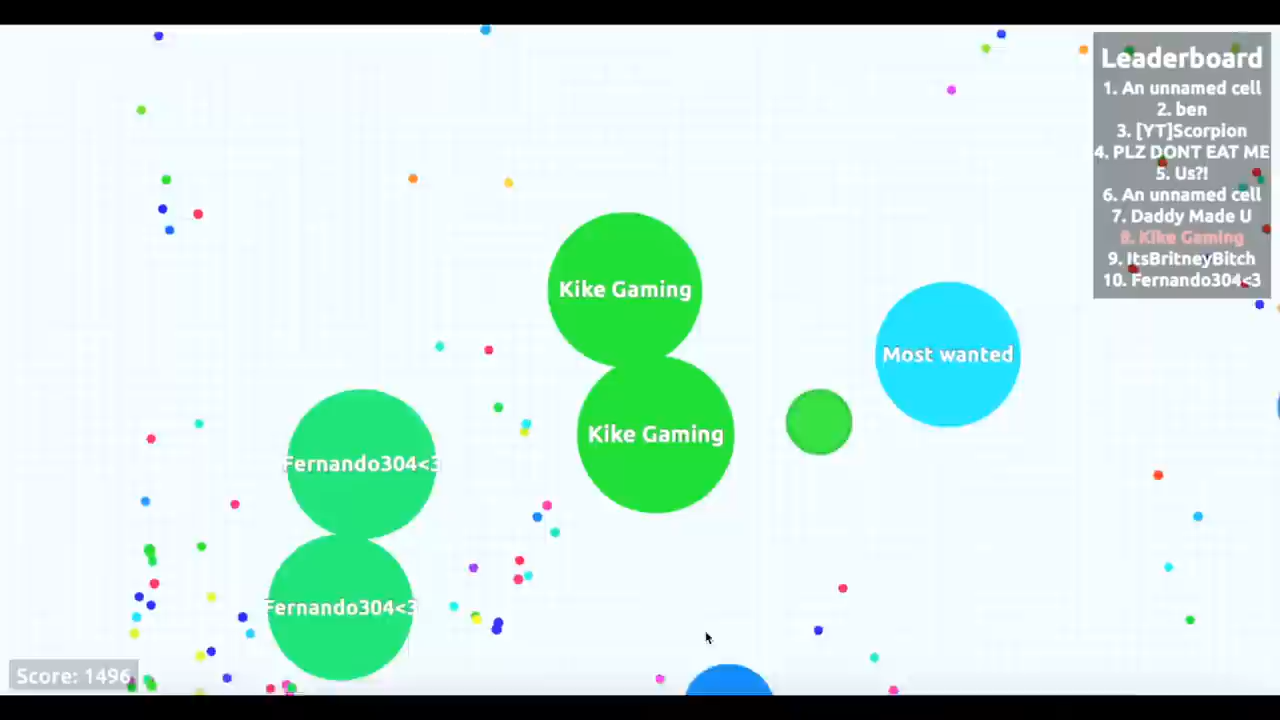 Leaderboard
1. An unnamed cell
2. ben
3. [YT]Scorpion
4. PLZ DONT EAT ME
5. Us?!
6. An unnamed cell
7. Daddy Made U
8. Kike Gaming
9. ItsBritneyBitch
10. Fernando304<3
Kike Gaming
Most wanted
Kike Gaming
Fernando304<3
Fernando304<3
Score: 1496